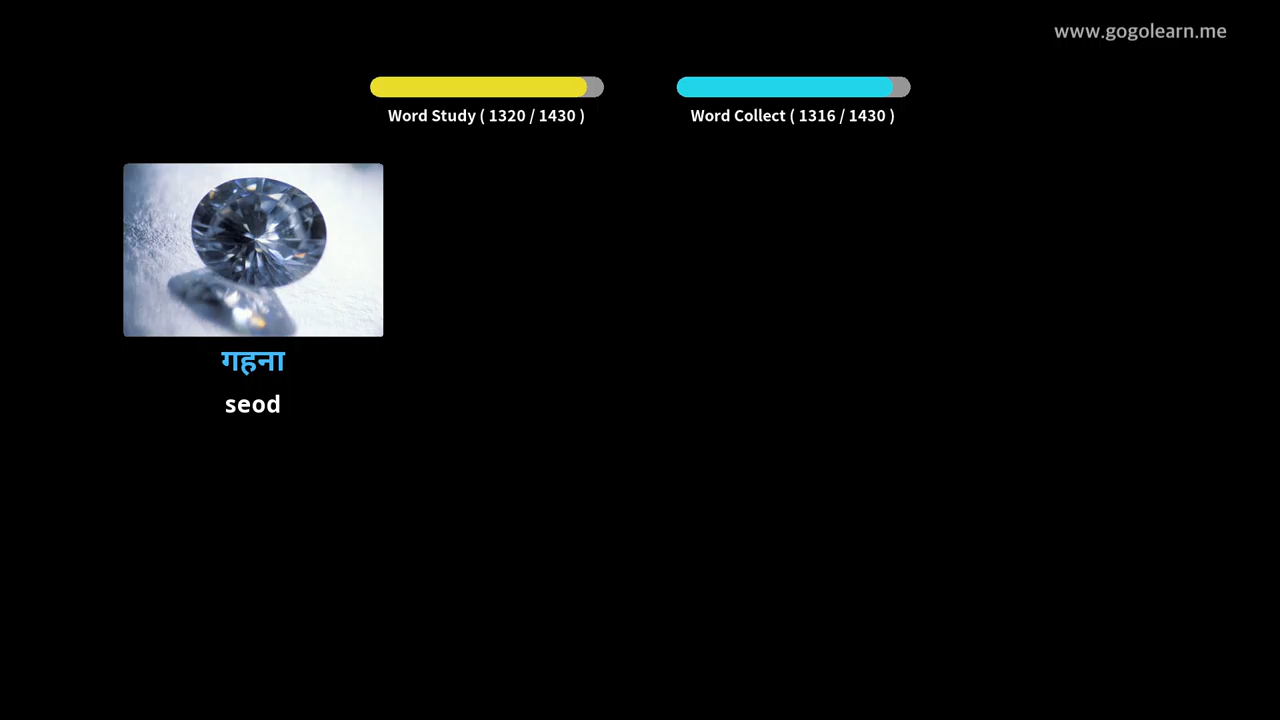 www.gogolearn.me
Word Study ( 1320 / 1430 )
Word Collect ( 1316 / 1430 )
गहना
seod